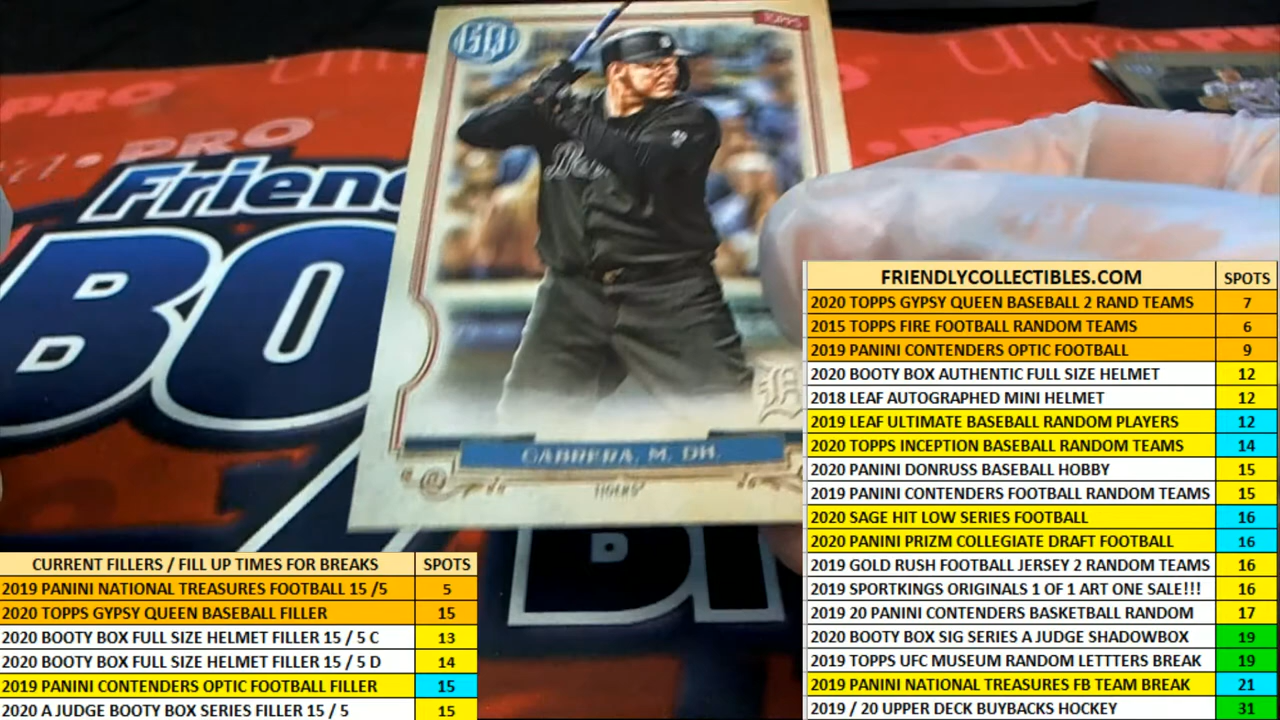 GQ
TOPPS
Ultra • PRO
PRO
PRO
Friend
BO
B
CABRERA, M. DH.
TIGERS
FRIENDLYCOLLECTIBLES.COM SPOTS
2020 TOPPS GYPSY QUEEN BASEBALL 2 RAND TEAMS 7
2015 TOPPS FIRE FOOTBALL RANDOM TEAMS 6
2019 PANINI CONTENDERS OPTIC FOOTBALL 9
2020 BOOTY BOX AUTHENTIC FULL SIZE HELMET 12
2018 LEAF AUTOGRAPHED MINI HELMET 12
2019 LEAF ULTIMATE BASEBALL RANDOM PLAYERS 12
2020 TOPPS INCEPTION BASEBALL RANDOM TEAMS 14
2020 PANINI DONRUSS BASEBALL HOBBY 15
2019 PANINI CONTENDERS FOOTBALL RANDOM TEAMS 15
2020 SAGE HIT LOW SERIES FOOTBALL 16
2020 PANINI PRIZM COLLEGIATE DRAFT FOOTBALL 16
2019 GOLD RUSH FOOTBALL JERSEY 2 RANDOM TEAMS 16
2019 SPORTKINGS ORIGINALS 1 OF 1 ART ONE SALE!!! 16
2019 20 PANINI CONTENDERS BASKETBALL RANDOM 17
2020 BOOTY BOX SIG SERIES A JUDGE SHADOWBOX 19
2019 TOPPS UFC MUSEUM RANDOM LETTTERS BREAK 19
2019 PANINI NATIONAL TREASURES FB TEAM BREAK 21
2019 / 20 UPPER DECK BUYBACKS HOCKEY 31
CURRENT FILLERS / FILL UP TIMES FOR BREAKS SPOTS
2019 PANINI NATIONAL TREASURES FOOTBALL 15 /5 5
2020 TOPPS GYPSY QUEEN BASEBALL FILLER 15
2020 BOOTY BOX FULL SIZE HELMET FILLER 15 / 5 C 13
2020 BOOTY BOX FULL SIZE HELMET FILLER 15 / 5 D 14
2019 PANINI CONTENDERS OPTIC FOOTBALL FILLER 15
2020 A JUDGE BOOTY BOX SERIES FILLER 15 / 5 15